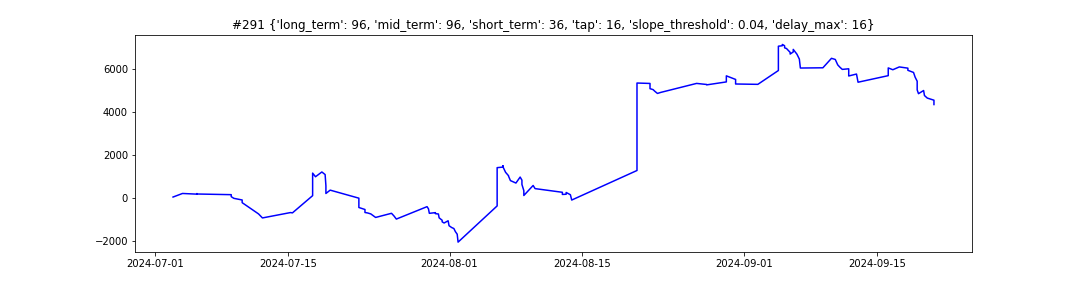 #291 {'long_term': 96, 'mid_term': 96, 'short_term': 36, 'tap': 16, 'slope_threshold': 0.04, 'delay_max': 16}
6000
4000
2000
0
−2000
2024-07-01 2024-07-15 2024-08-01 2024-08-15 2024-09-01 2024-09-15